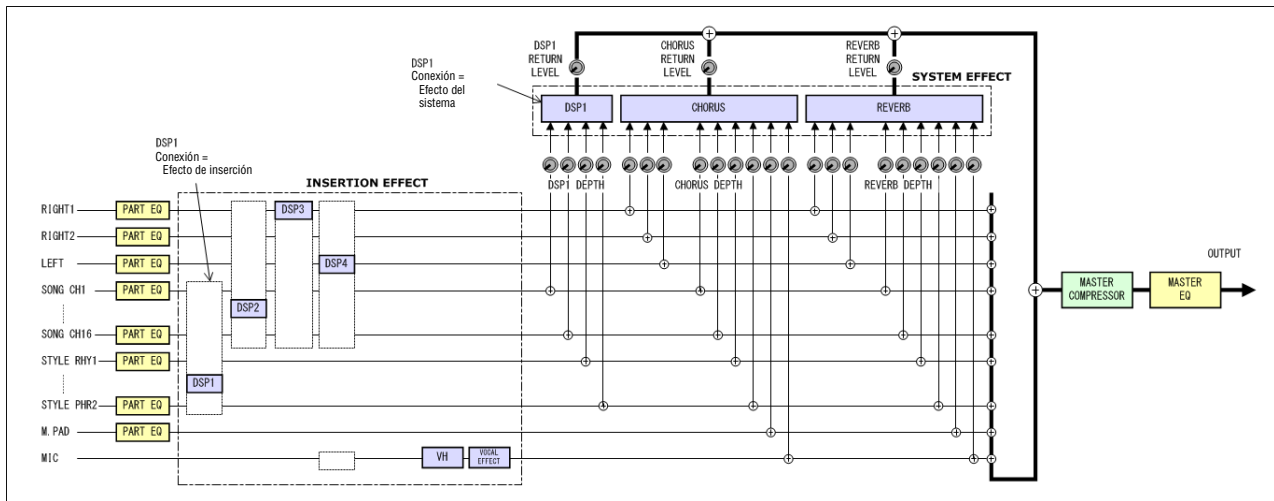 DSP1
RETURN
LEVEL
CHORUS
RETURN
LEVEL
REVERB
RETURN
LEVEL
SYSTEM EFFECT
DSP1
Conexión =
Efecto del
sistema
DSP1
CHORUS
REVERB
DSP1
Conexión =
Efecto de inserción
DSP1 DEPTH
CHORUS DEPTH
REVERB DEPTH
INSERTION EFFECT
RIGHT1
PART EQ
DSP3
RIGHT2
PART EQ
LEFT
PART EQ
DSP4
SONG CH1
PART EQ
DSP2
SONG CH16
PART EQ
STYLE RHY1
PART EQ
DSP1
STYLE PHR2
PART EQ
M.PAD
PART EQ
MIC
VH
VOCAL
EFFECT
OUTPUT
MASTER
COMPRESSOR
MASTER
EQ